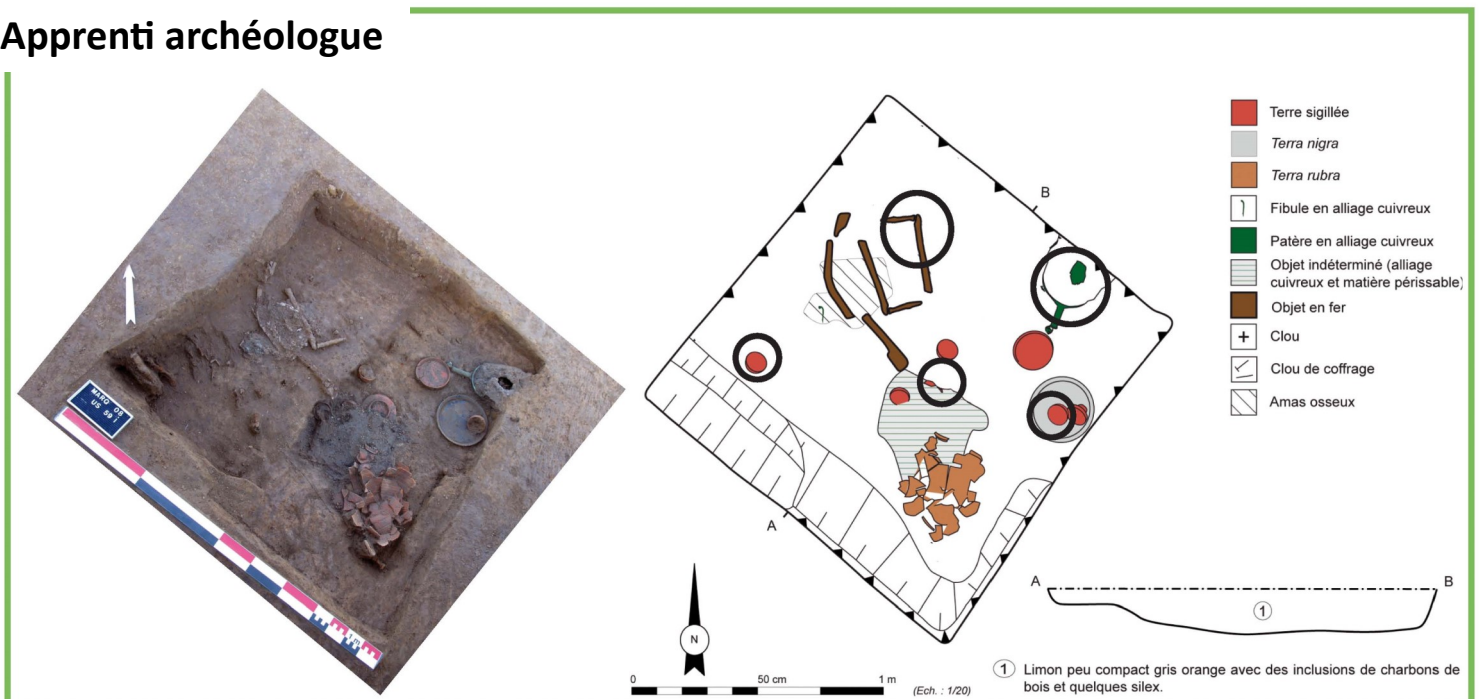 Apprenti archéologue
MARQ 08
US 59 i
1 m
B
A
Terre sigillée
Terra nigra
Terra rubra
Fibule en alliage cuivreux
Patère en alliage cuivreux
Objet indéterminé (alliage
cuivreux et matière périssable)
Objet en fer
Clou
Clou de coffrage
Amas osseux
N
0 50 cm 1 m
(Ech. : 1/20)
A B
1
1 Limon peu compact gris orange avec des inclusions de charbons de
bois et quelques silex.